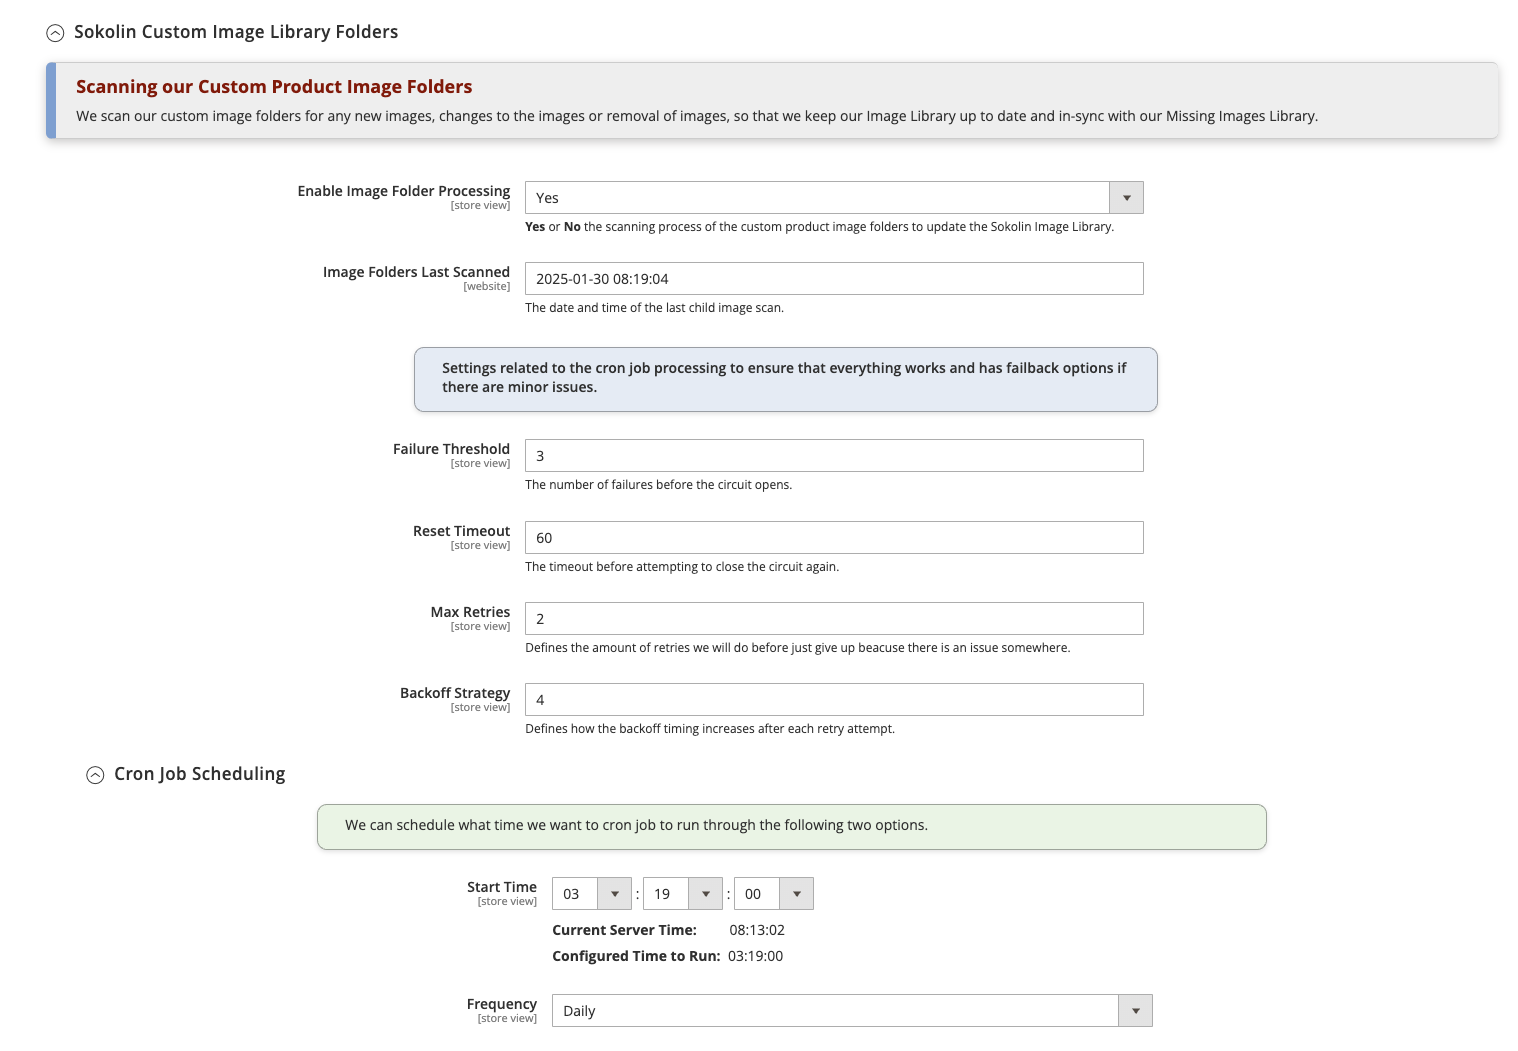 Sokolin Custom Image Library Folders
Scanning our Custom Product Image Folders
We scan our custom image folders for any new images, changes to the images or removal of images, so that we keep our Image Library up to date and in-sync with our Missing Images Library.
Enable Image Folder Processing
[store view]
Yes
Yes or No the scanning process of the custom product image folders to update the Sokolin Image Library.
Image Folders Last Scanned
[website]
2025-01-30 08:19:04
The date and time of the last child image scan.
Settings related to the cron job processing to ensure that everything works and has failback options if
there are minor issues.
Failure Threshold
[store view]
3
The number of failures before the circuit opens.
Reset Timeout
[store view]
60
The timeout before attempting to close the circuit again.
Max Retries
[store view]
2
Defines the amount of retries we will do before just give up beacuse there is an issue somewhere.
Backoff Strategy
[store view]
4
Defines how the backoff timing increases after each retry attempt.
Cron Job Scheduling
We can schedule what time we want to cron job to run through the following two options.
Start Time
[store view]
03 : 19 : 00
Current Server Time: 08:13:02
Configured Time to Run: 03:19:00
Frequency
[store view]
Daily